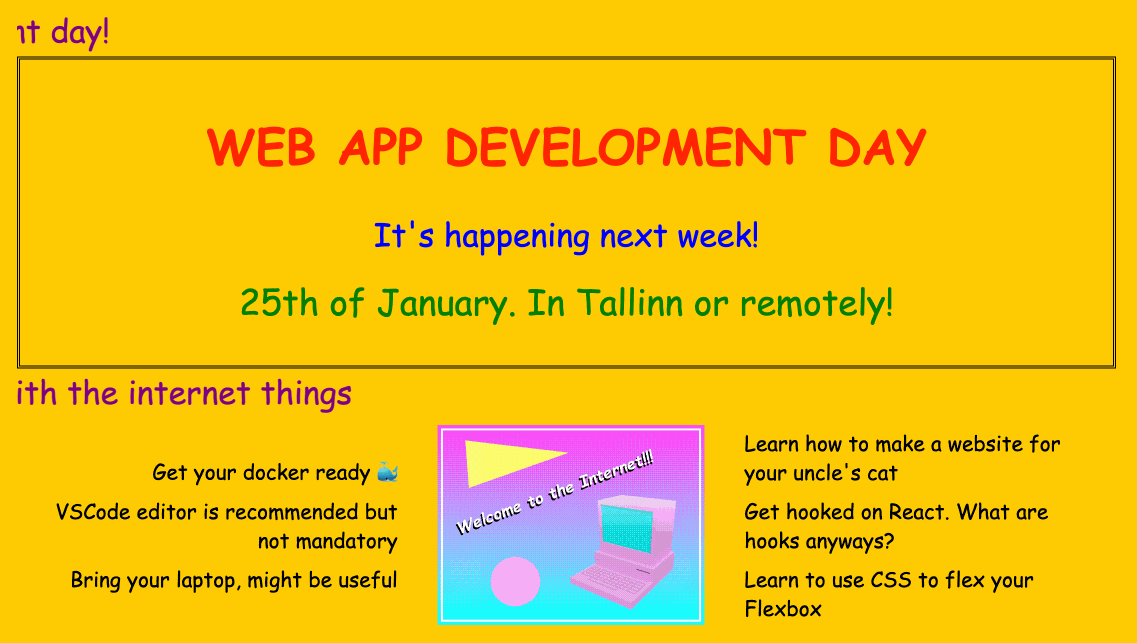 nt day!
WEB APP DEVELOPMENT DAY
It's happening next week!
25th of January. In Tallinn or remotely!
ith the internet things
Get your docker ready 🐳
VSCode editor is recommended but
not mandatory
Bring your laptop, might be useful
Welcome to the Internet!!!
Learn how to make a website for
your uncle's cat
Get hooked on React. What are
hooks anyways?
Learn to use CSS to flex your
Flexbox